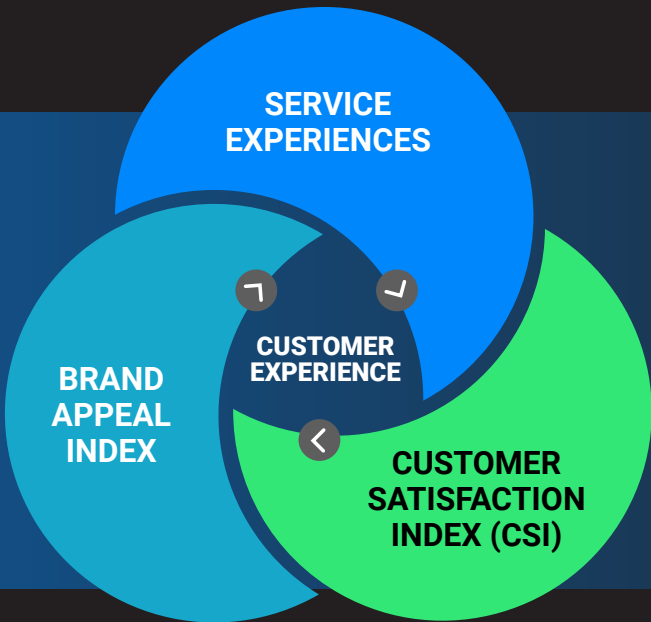 SERVICE
EXPERIENCES
CUSTOMER
EXPERIENCE
BRAND
APPEAL
INDEX
CUSTOMER
SATISFACTION
INDEX (CSI)